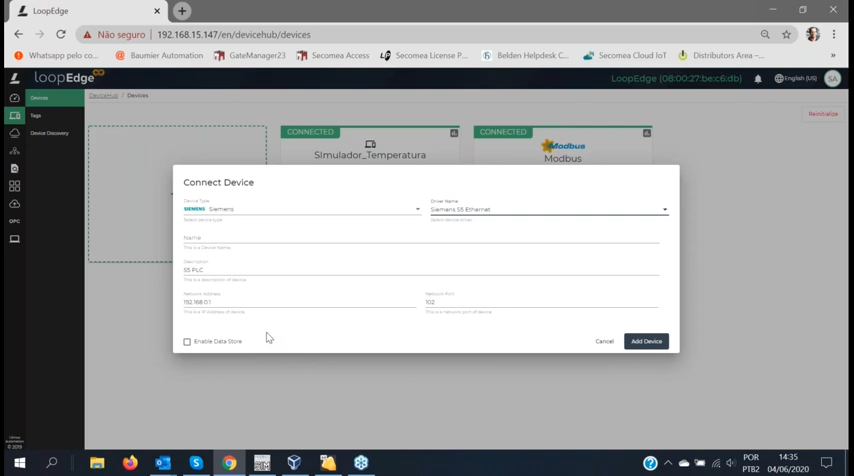 LoopEdge
Não seguro | 192.168.15.147/en/devicehub/devices
Whatsapp pelo co...
Baumier Automation
GateManager23
Secomea Access
Secomea License P...
Belden Helpdesk C...
Secomea Cloud IoT
Distributors Area –...
»
loopEdge
LoopEdge (08:00:27:be:c6:db)
English (US)
SA
Devices
Tags
Device Discovery
OPC
DeviceHub / Devices
Reinitialize
CONNECTED
SImulador_Temperatura
CONNECTED
Modbus
Modbus
Connect Device
Device Type
SIEMENS Siemens
Select device type
Driver Name
Siemens S5 Ethernet
Select device driver
Name
This is a Device Name
Description
S5 PLC
This is a description of device
Network Address
192.168.0.1
This is a IP Address of device
Network Port
102
This is a network port of device
Enable Data Store
Cancel
Add Device
© 2019
POR
PTB2
14:35
04/06/2020